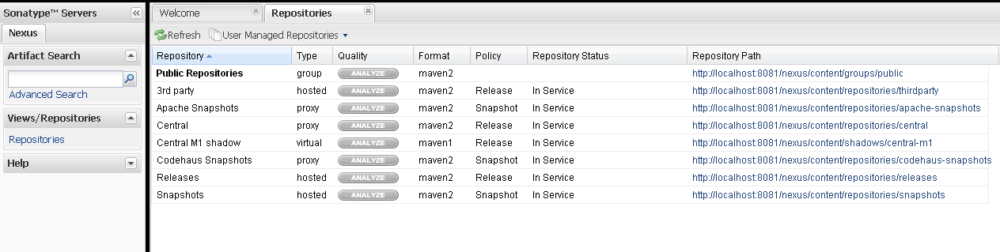 Sonatype™ Servers
Nexus
Artifact Search
Advanced Search
Views/Repositories
Repositories
Help
Welcome Repositories
Refresh User Managed Repositories
Repository Type Quality Format Policy Repository Status Repository Path
Public Repositories group ANALYZE maven2 http://localhost:8081/nexus/content/groups/public
3rd party hosted ANALYZE maven2 Release In Service http://localhost:8081/nexus/content/repositories/thirdparty
Apache Snapshots proxy ANALYZE maven2 Snapshot In Service http://localhost:8081/nexus/content/repositories/apache-snapshots
Central proxy ANALYZE maven2 Release In Service http://localhost:8081/nexus/content/repositories/central
Central M1 shadow virtual ANALYZE maven1 Release In Service http://localhost:8081/nexus/content/shadows/central-m1
Codehaus Snapshots proxy ANALYZE maven2 Snapshot In Service http://localhost:8081/nexus/content/repositories/codehaus-snapshots
Releases hosted ANALYZE maven2 Release In Service http://localhost:8081/nexus/content/repositories/releases
Snapshots hosted ANALYZE maven2 Snapshot In Service http://localhost:8081/nexus/content/repositories/snapshots